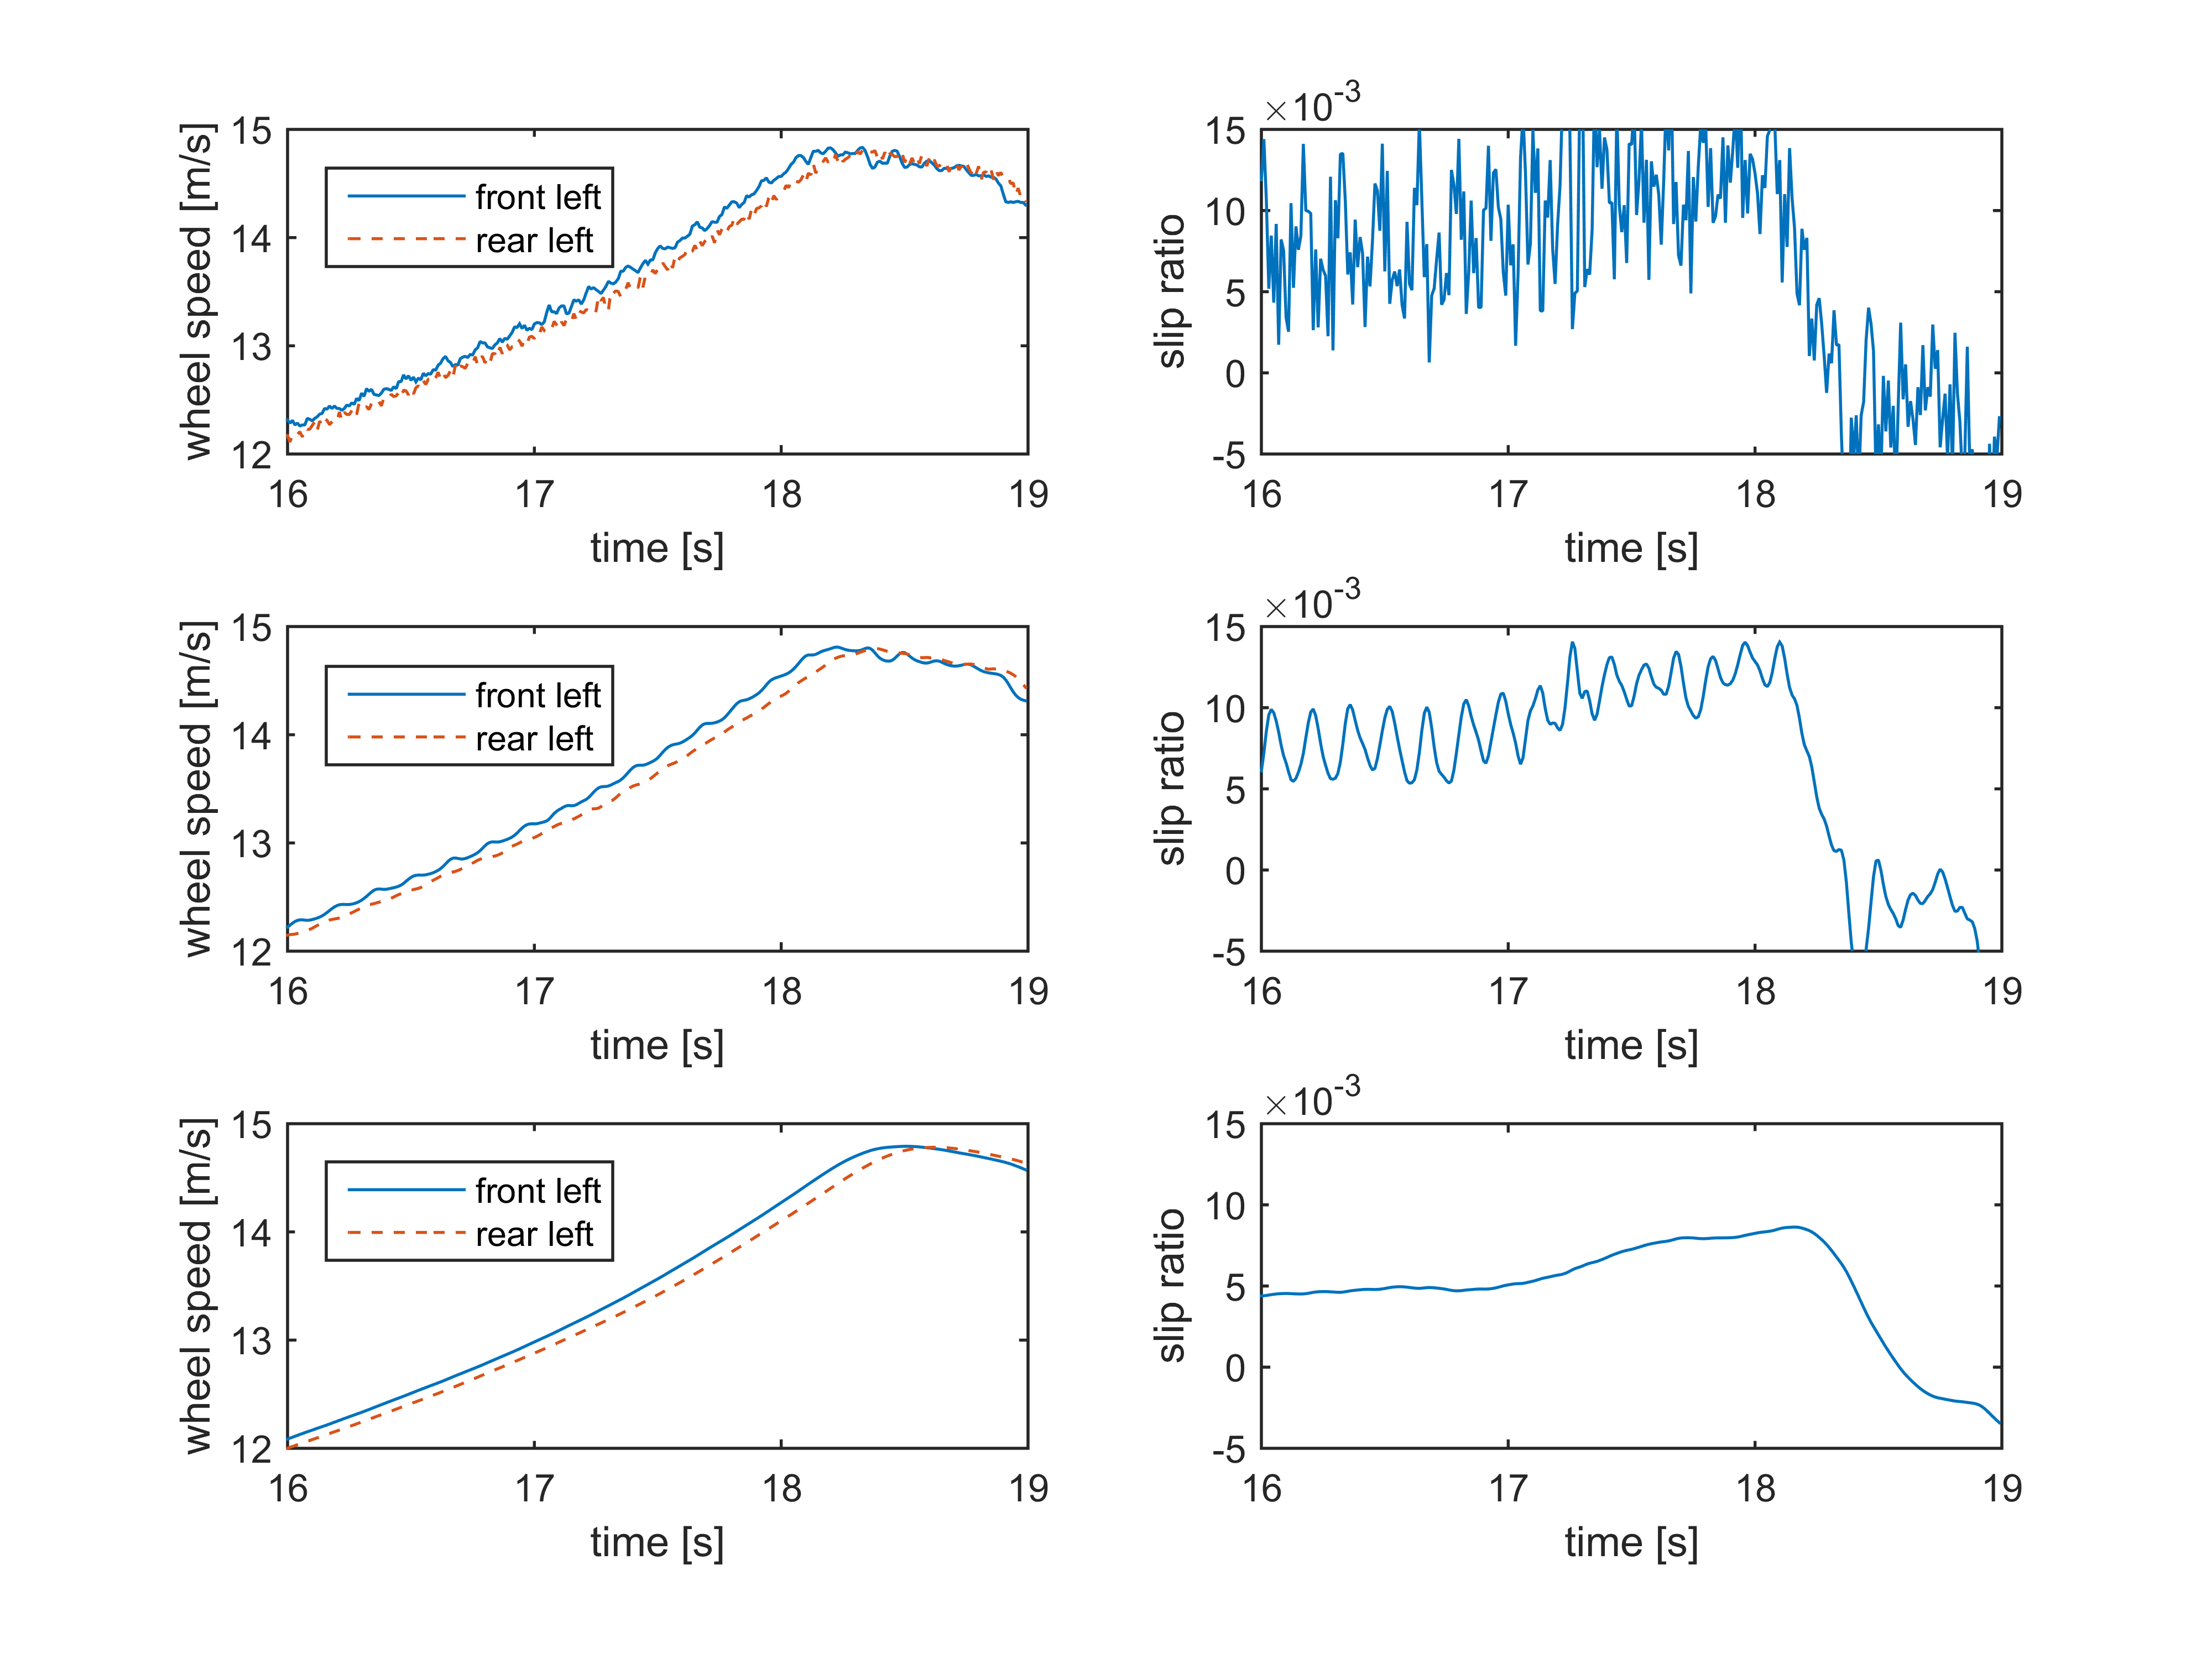 wheel speed [m/s]
15
14
13
12
front left
rear left
16 17 18 19
time [s]
×10-3
slip ratio
15
10
5
0
-5
16 17 18 19
time [s]
wheel speed [m/s]
15
14
13
12
front left
rear left
16 17 18 19
time [s]
×10-3
slip ratio
15
10
5
0
-5
16 17 18 19
time [s]
wheel speed [m/s]
15
14
13
12
front left
rear left
16 17 18 19
time [s]
×10-3
slip ratio
15
10
5
0
-5
16 17 18 19
time [s]